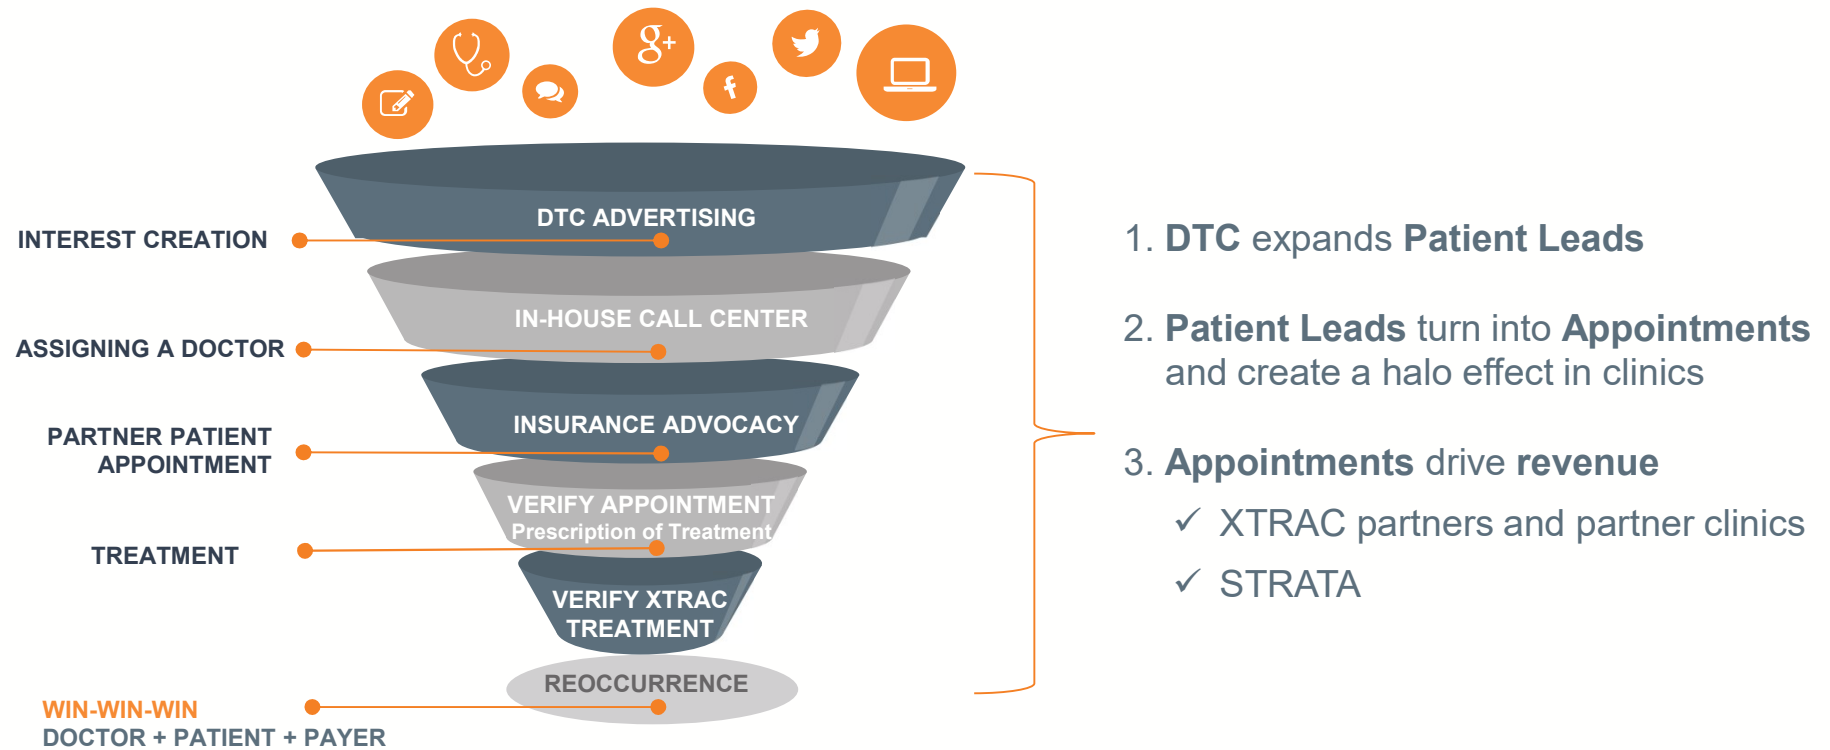 g+
f
DTC ADVERTISING
INTEREST CREATION
IN-HOUSE CALL CENTER
ASSIGNING A DOCTOR
INSURANCE ADVOCACY
PARTNER PATIENT
APPOINTMENT
VERIFY APPOINTMENT
Prescription of Treatment
TREATMENT
VERIFY XTRAC
TREATMENT
REOCCURRENCE
WIN-WIN-WIN
DOCTOR + PATIENT + PAYER
1. DTC expands Patient Leads
2. Patient Leads turn into Appointments
and create a halo effect in clinics
3. Appointments drive revenue
✓ XTRAC partners and partner clinics
✓ STRATA